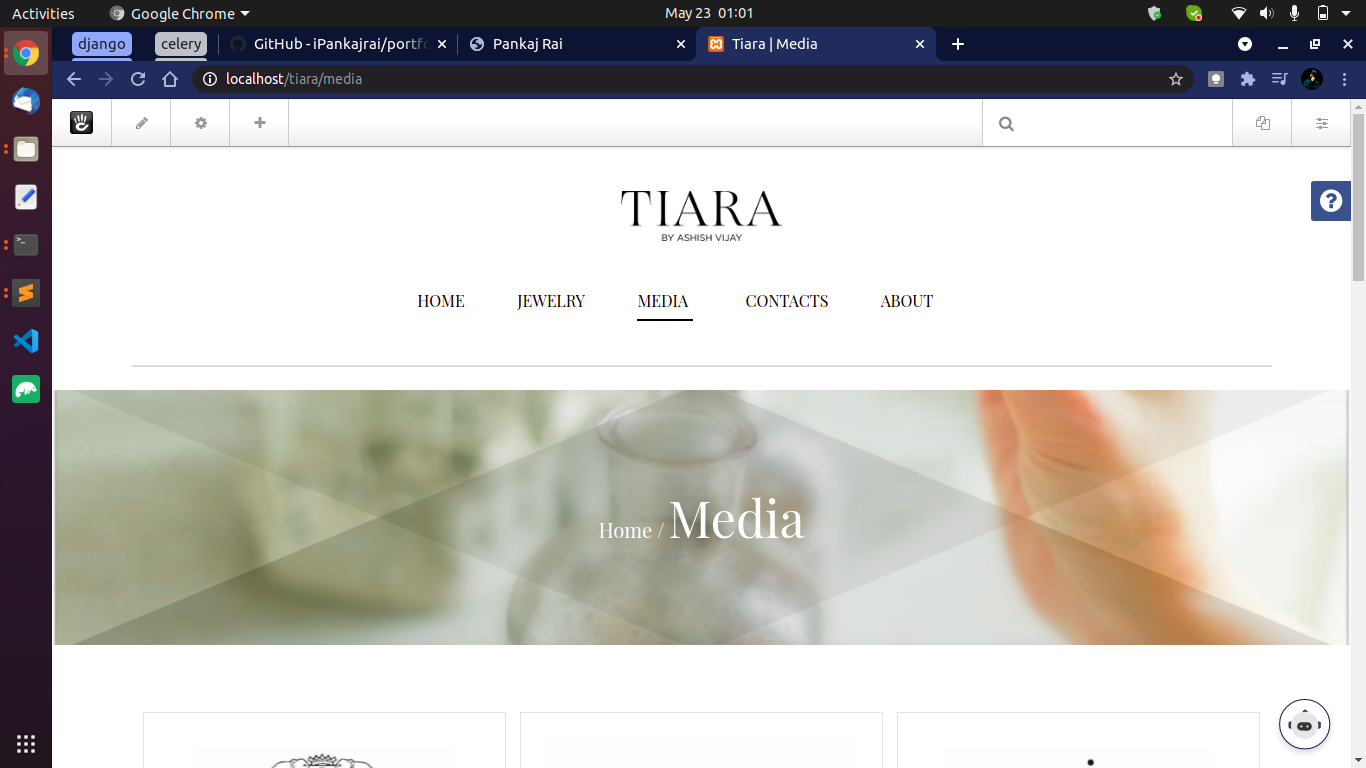 Activities
Google Chrome
May 23 01:01
django
celery
GitHub - iPankajrai/portfo
Pankaj Rai
Tiara | Media
localhost/tiara/media
TIARA
BY ASHISH VIJAY
HOME
JEWELRY
MEDIA
CONTACTS
ABOUT
Home / Media